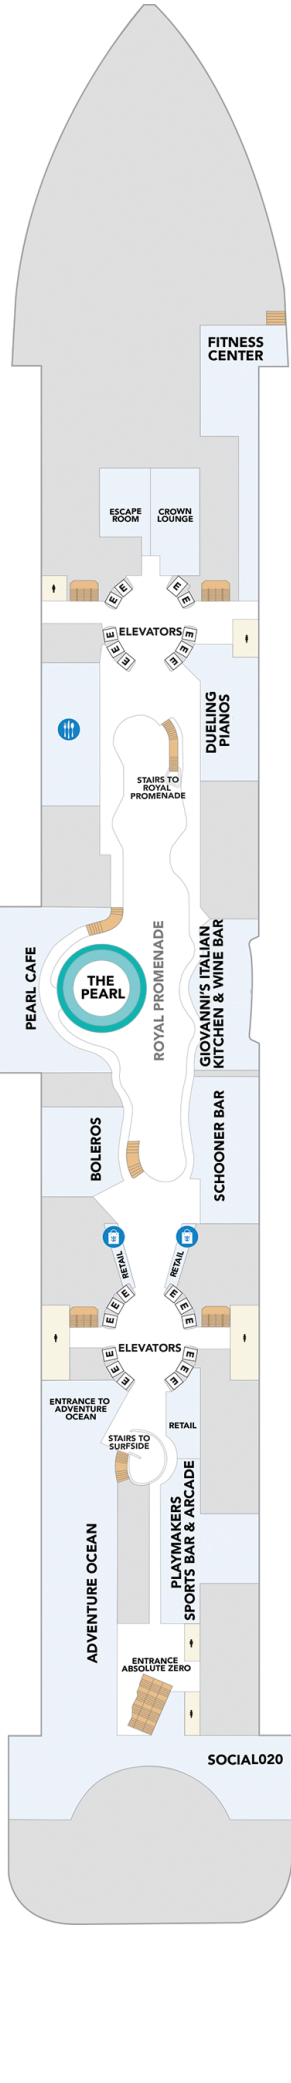 FITNESS
CENTER
ESCAPE
ROOM
CROWN
LOUNGE
E
E
E
E
ELEVATORS
E
E
E
E
E
E
DUELING
PIANOS
STAIRS TO
ROYAL
PROMENADE
PEARL CAFE
THE
PEARL
ROYAL PROMENADE
GIOVANNI'S ITALIAN
KITCHEN & WINE BAR
BOLEROS
SCHOONER BAR
RETAIL
RETAIL
E
E
E
E
E
E
ELEVATORS
E
E
E
E
E
E
ENTRANCE TO
ADVENTURE
OCEAN
RETAIL
STAIRS TO
SURFSIDE
ADVENTURE OCEAN
PLAYMAKERS
SPORTS BAR & ARCADE
ENTRANCE
ABSOLUTE ZERO
SOCIAL020